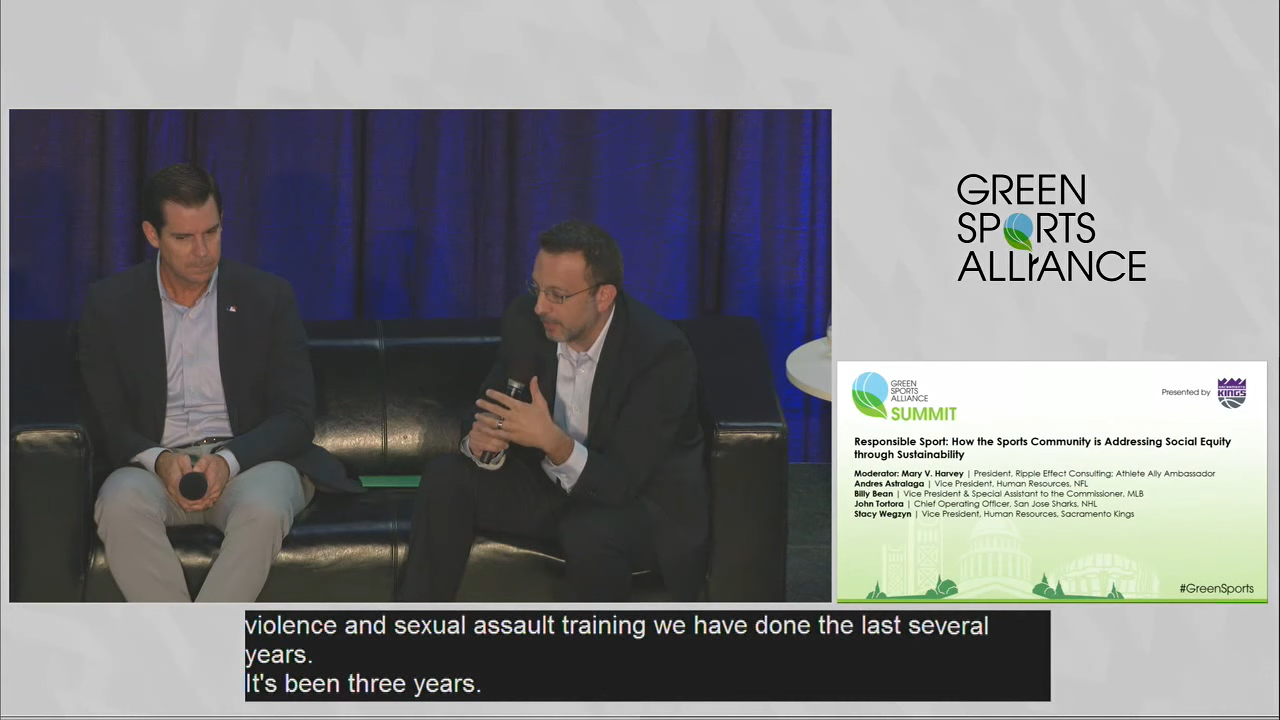 GREEN
SPORTS
ALLIANCE
GREEN
SPORTS
ALLIANCE
SUMMIT
Presented by
SACRAMENTO
KINGS
Responsible Sport: How the Sports Community is Addressing Social Equity
through Sustainability
Moderator: Mary V. Harvey | President, Ripple Effect Consulting; Athlete Ally Ambassador
Andres Astralaga | Vice President, Human Resources, NFL
Billy Bean | Vice President & Special Assistant to the Commissioner, MLB
John Tortora | Chief Operating Officer, San Jose Sharks, NHL
Stacy Wegzyn | Vice President, Human Resources, Sacramento Kings
#GreenSports
violence and sexual assault training we have done the last several
years.
It's been three years.